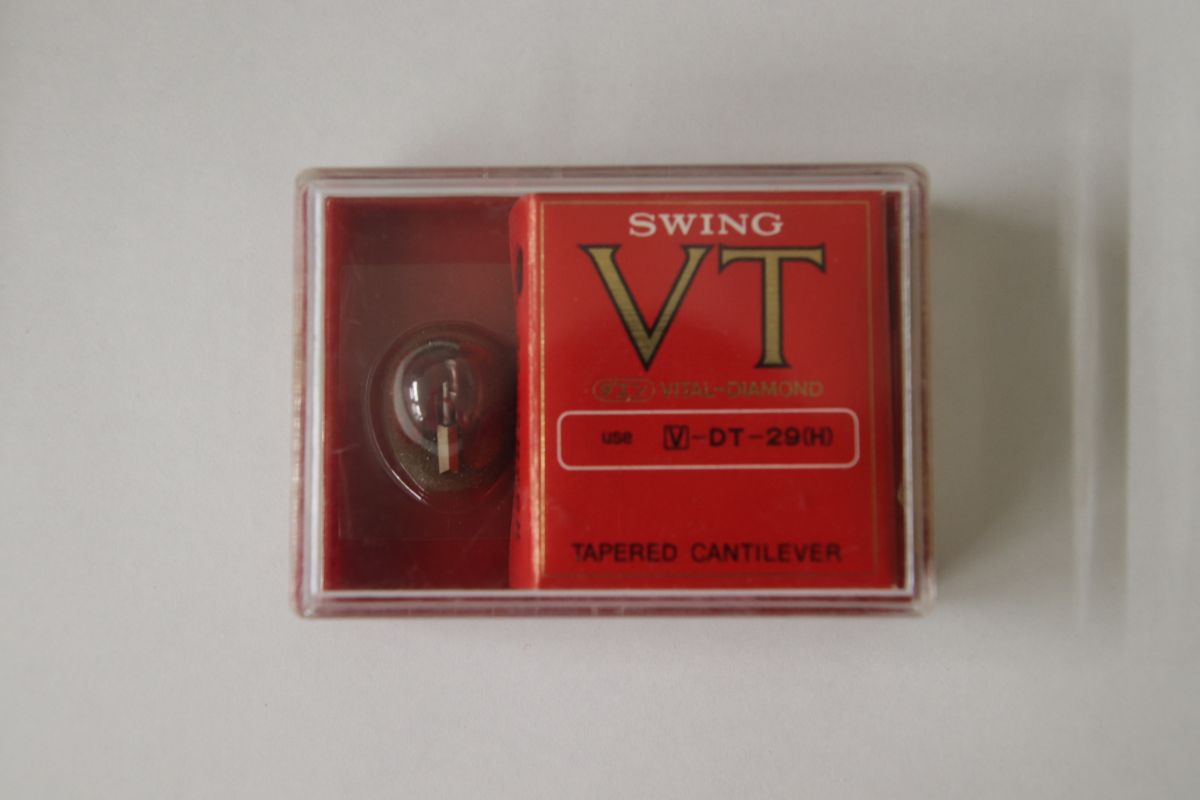 SWING
VT
VITAL-DIAMOND
use V-DT-29(H)
TAPERED CANTILEVER